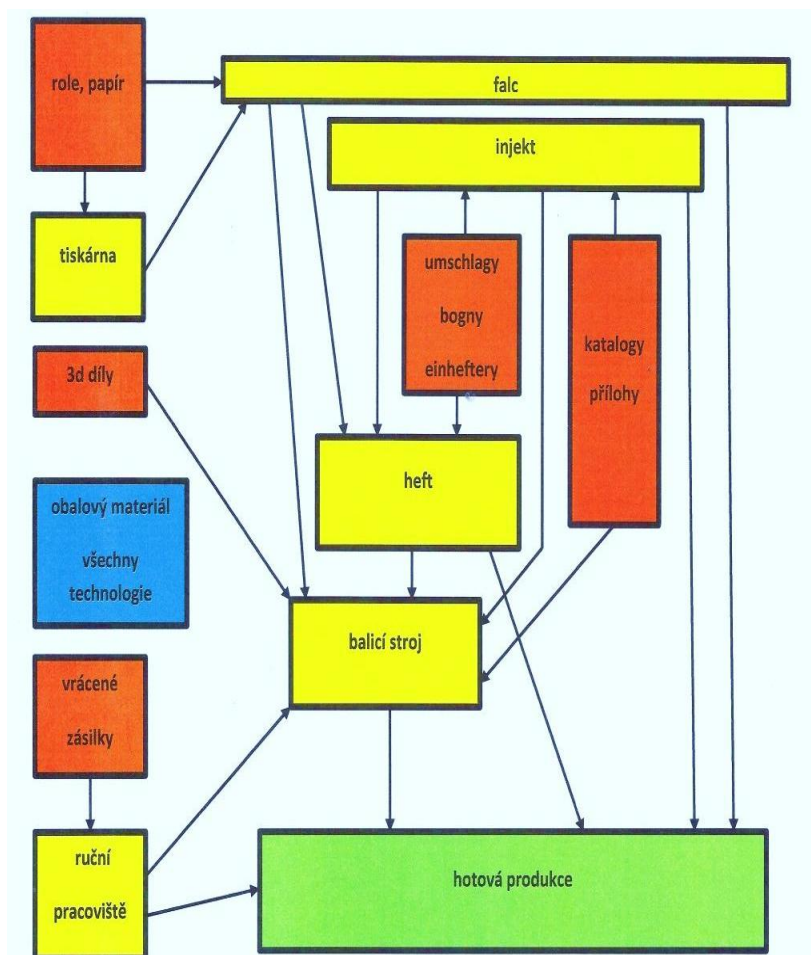 role, papír
falc
injekt
tiskárna
umschlagy
bogny
einheftery
katalogy
přílohy
3d díly
heft
obalový materiál
všechny
technologie
balicí stroj
vrácené
zásilky
ruční
pracoviště
hotová produkce